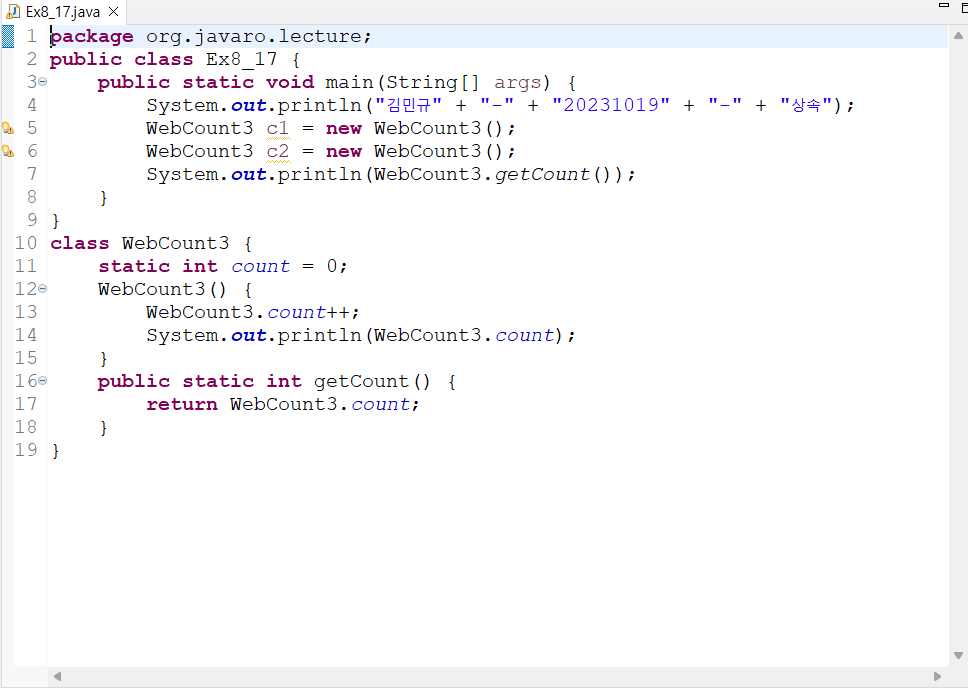 Ex8_17.java
1 package org.javaro.lecture;
2 public class Ex8_17 {
3 public static void main(String[] args) {
4 System.out.println("김민규" + "-" + "20231019" + "-" + "상속");
5 WebCount3 c1 = new WebCount3();
6 WebCount3 c2 = new WebCount3();
7 System.out.println(WebCount3.getCount());
8 }
9 }
10 class WebCount3 {
11 static int count = 0;
12 WebCount3() {
13 WebCount3.count++;
14 System.out.println(WebCount3.count);
15 }
16 public static int getCount() {
17 return WebCount3.count;
18 }
19 }